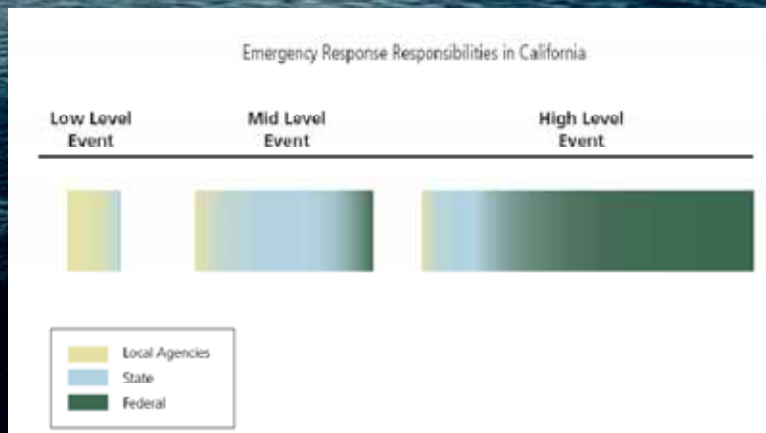 Emergency Response Responsibilities in California
Low Level
Event
Mid Level
Event
High Level
Event
Local Agencies
State
Federal